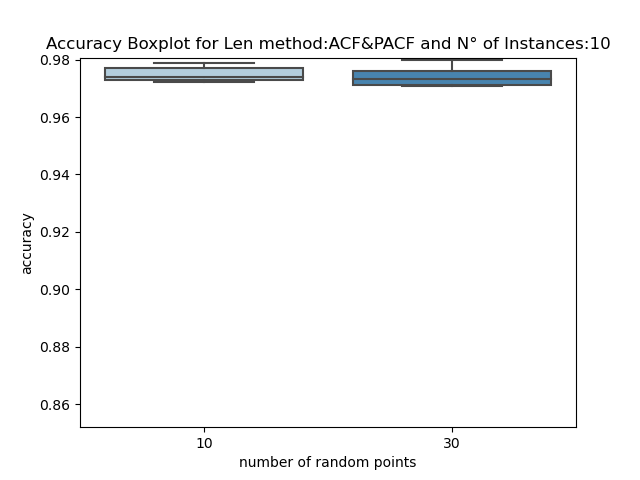 Accuracy Boxplot for Len method:ACF&PACF and N° of Instances:10
0.98
0.96
0.94
0.92
0.90
0.88
0.86
accuracy
10 30
number of random points